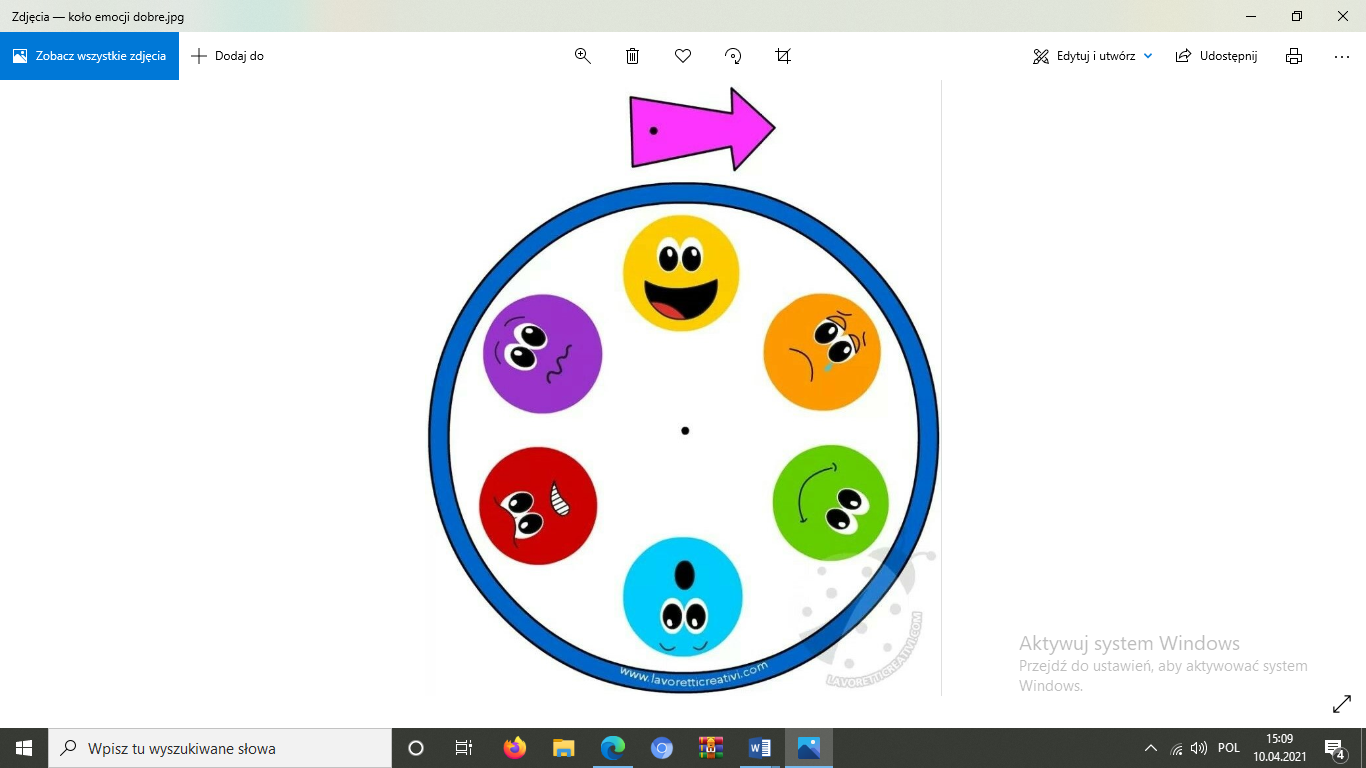 Zdjęcia — koło emocji dobre.jpg
Zobacz wszystkie zdjęcia
Dodaj do
Edytuj i utwórz
Udostępnij
www.lavoretticreativi.com
LAVORETTICREATIVI.COM
Aktywuj system Windows
Przejdź do ustawień, aby aktywować system
Windows.
Wpisz tu wyszukiwane słowa
POL
15:09
10.04.2021
4